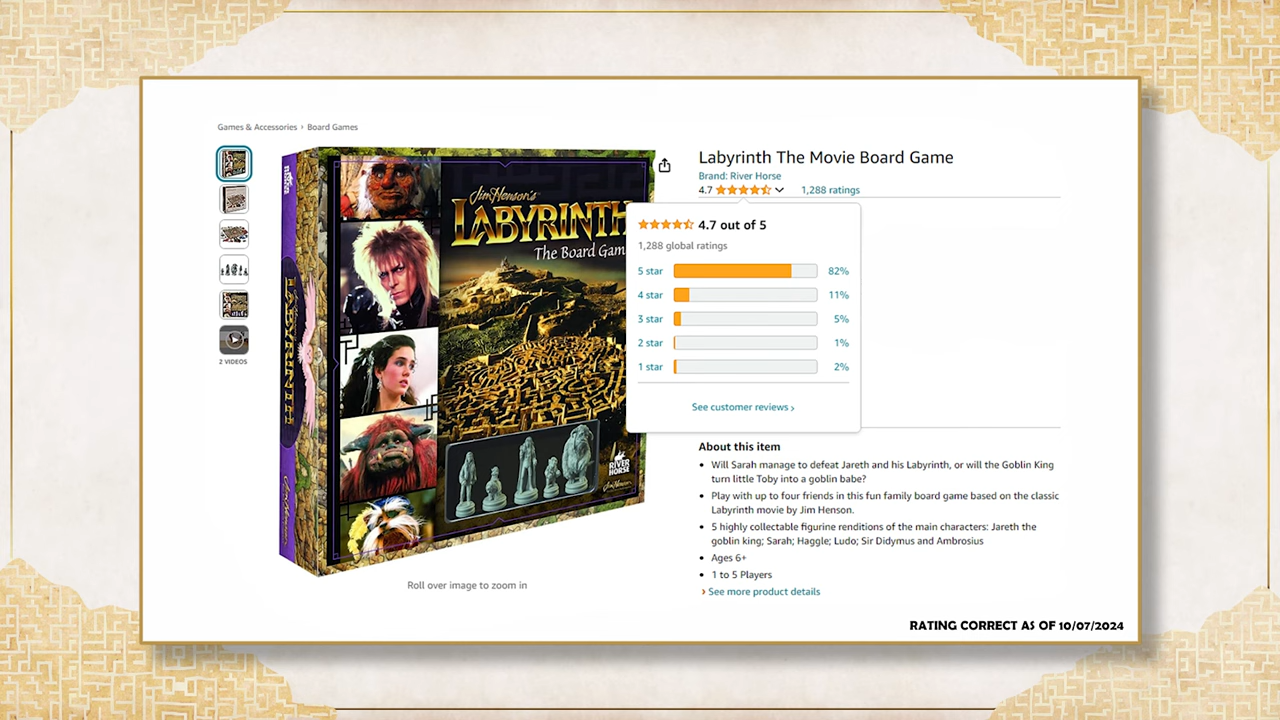 Games & Accessories › Board Games
Labyrinth The Movie Board Game
Brand: River Horse
4.7
1,288 ratings
4.7 out of 5
1,288 global ratings
5 star 82%
4 star 11%
3 star 5%
2 star 1%
1 star 2%
See customer reviews ›
2 VIDEOS
Jim Henson's
LABYRINTH
The Board Gam
LABYRINTH
RIVER
HORSE
Roll over image to zoom in
About this item
• Will Sarah manage to defeat Jareth and his Labyrinth, or will the Goblin King
turn little Toby into a goblin babe?
• Play with up to four friends in this fun family board game based on the classic
Labyrinth movie by Jim Henson.
• 5 highly collectable figurine renditions of the main characters: Jareth the
goblin king; Sarah; Haggle; Ludo; Sir Didymus and Ambrosius
• Ages 6+
• 1 to 5 Players
› See more product details
RATING CORRECT AS OF 10/07/2024